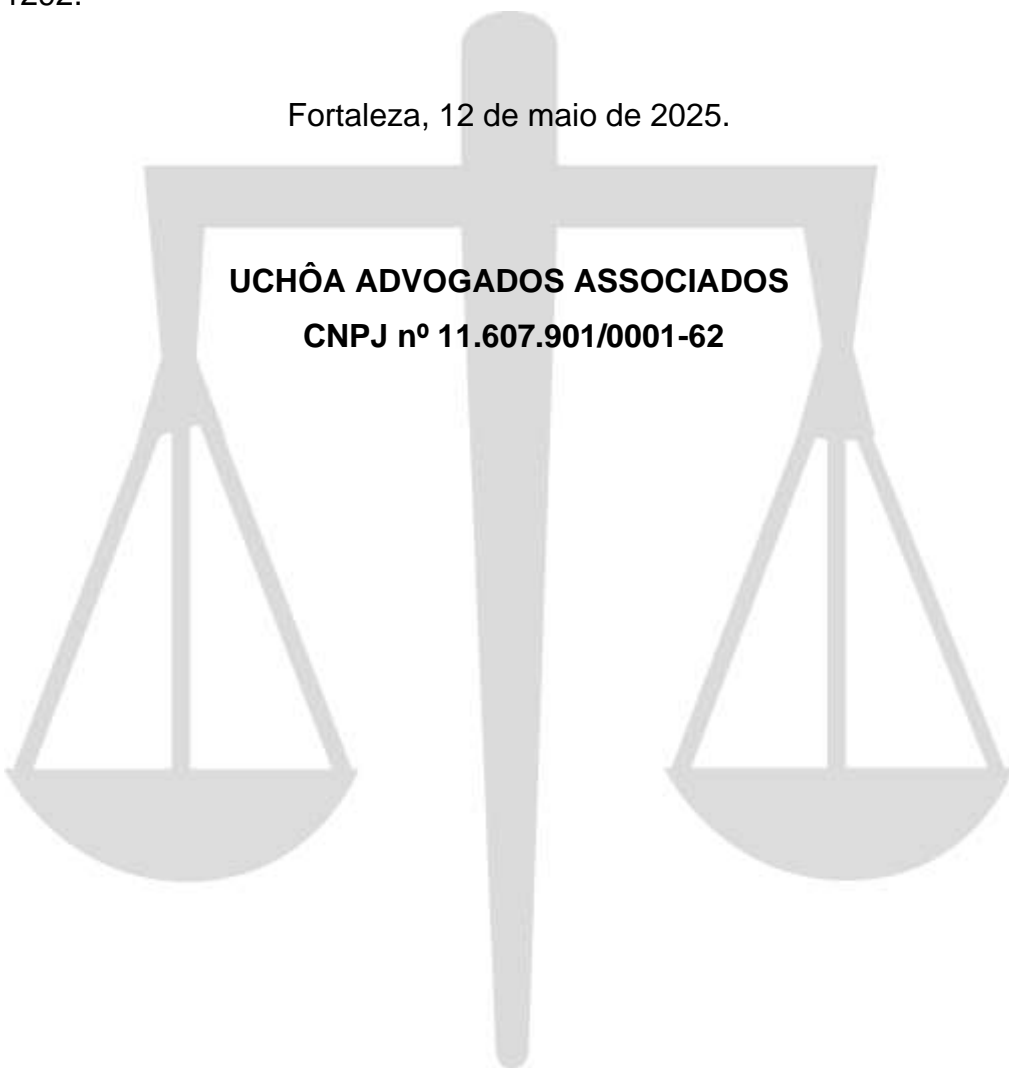 Fortaleza, 12 de maio de 2025.
UCHÔA ADVOGADOS ASSOCIADOS
CNPJ nº 11.607.901/0001-62